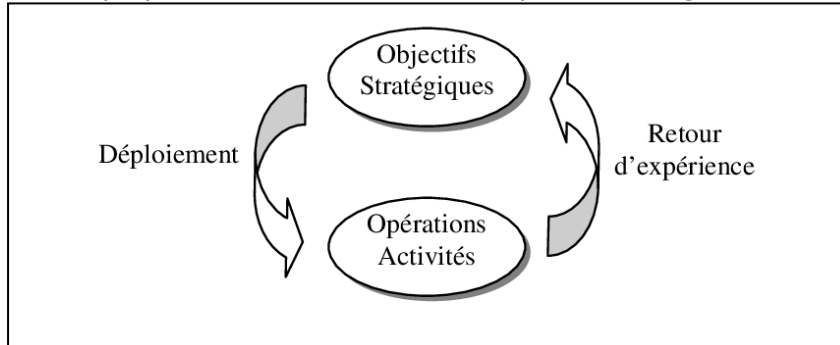 Objectifs
Stratégiques
Déploiement
Retour
d'expérience
Opérations
Activités